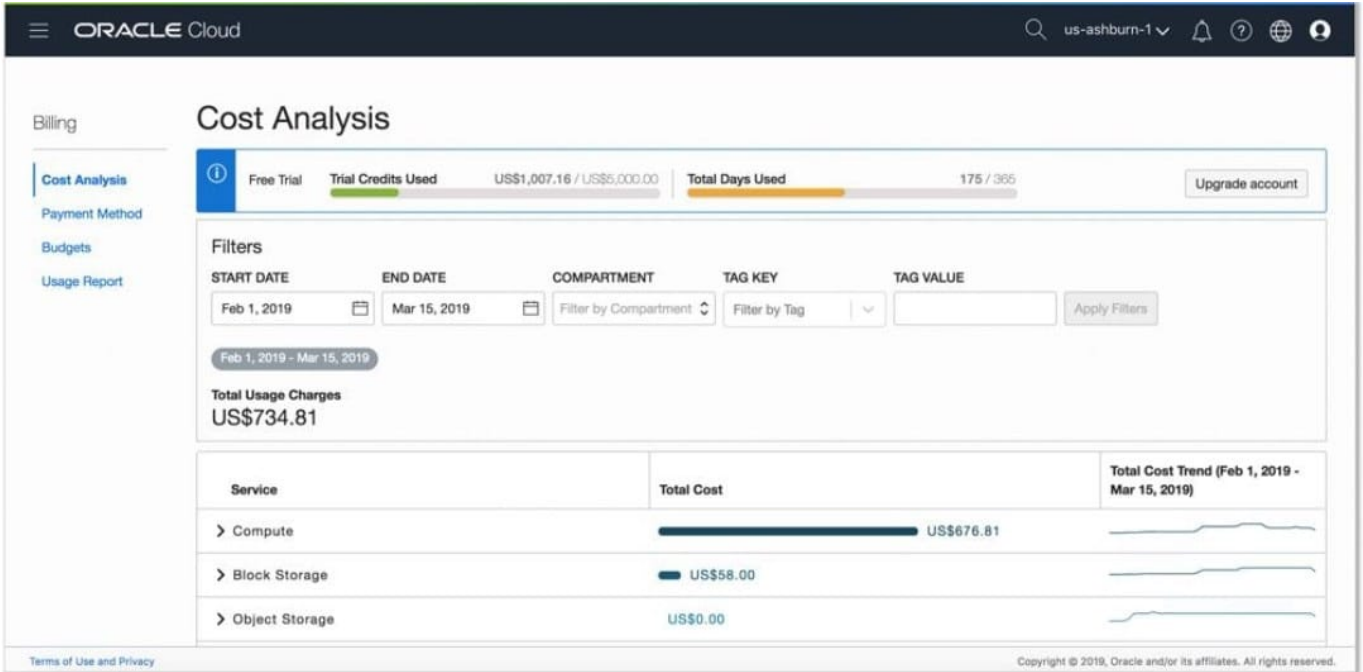 ORACLE Cloud
us-ashburn-1
Billing
Cost Analysis
Payment Method
Budgets
Usage Report
Cost Analysis
Free Trial
Trial Credits Used US$1,007.16 / US$5,000.00
Total Days Used 175 / 365
Upgrade account
Filters
START DATE END DATE COMPARTMENT TAG KEY TAG VALUE
Feb 1, 2019 Mar 15, 2019 Filter by Compartment Filter by Tag Apply Filters
Feb 1, 2019 - Mar 15, 2019
Total Usage Charges
US$734.81
Service Total Cost Total Cost Trend (Feb 1, 2019 -
Mar 15, 2019)
Compute US$676.81
Block Storage US$58.00
Object Storage US$0.00
Terms of Use and Privacy Copyright © 2019, Oracle and/or its affiliates. All rights reserved.